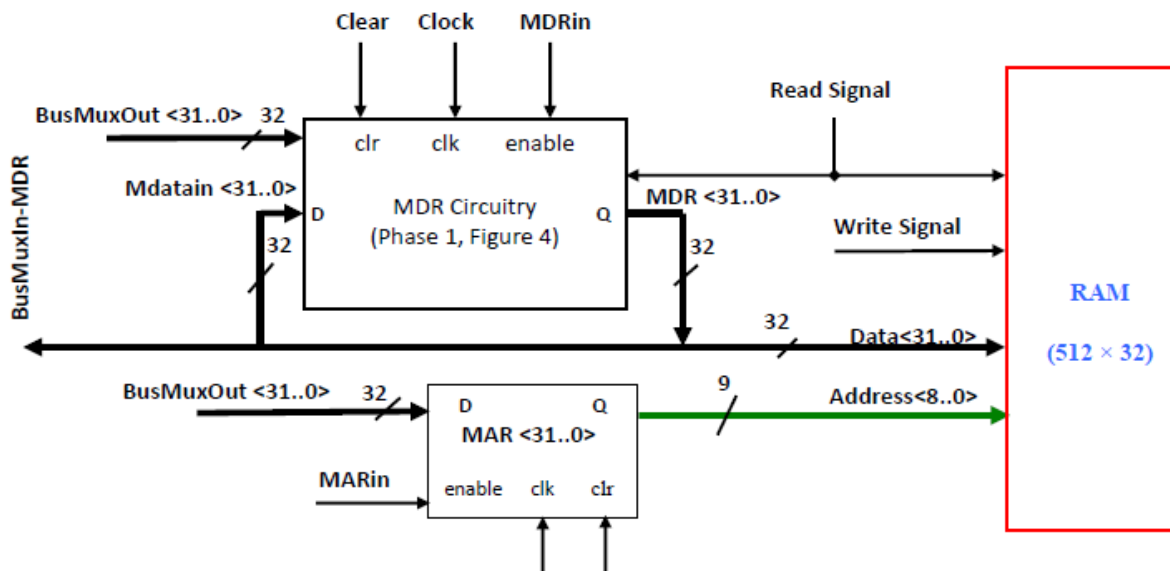 Clear Clock MDRin
BusMuxOut <31..0> 32
clr clk enable
Read Signal
BusMuxIn-MDR
Mdatain <31..0>
D
MDR Circuitry
(Phase 1, Figure 4)
Q
MDR <31..0>
32
32
Write Signal
RAM
(512 × 32)
32
Data<31..0>
BusMuxOut <31..0> 32
D Q
MAR <31..0>
9
Address<8..0>
MARin
enable clk clr